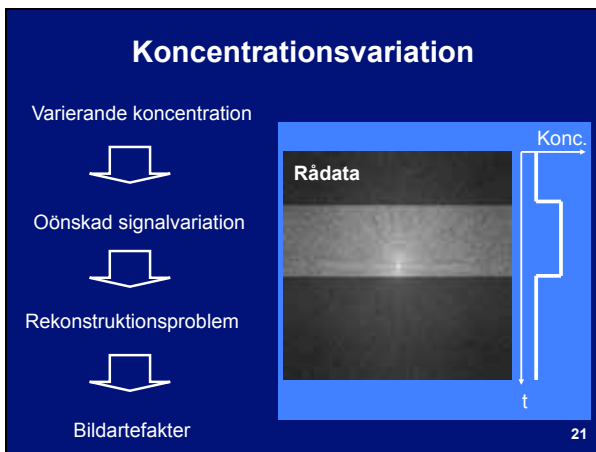 Koncentrationsvariation
Varierande koncentration
Oönskad signalvariation
Rekonstruktionsproblem
Bildartefakter
Konc.
Rådata
t
21